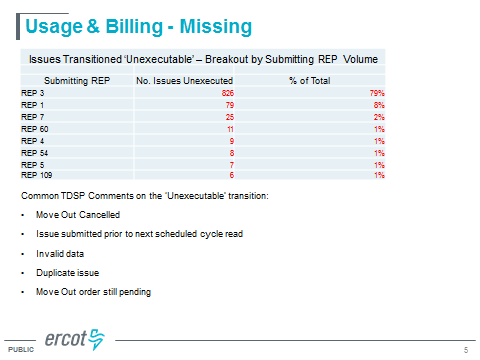 Usage & Billing - Missing
Issues Transitioned 'Unexecutable' – Breakout by Submitting REP Volume
Submitting REP No. Issues Unexecuted % of Total
REP 3 826 79%
REP 1 79 8%
REP 7 26 2%
REP 60 11 1%
REP 4 9 1%
REP 54 8 1%
REP 5 7 1%
REP 109 6 1%
Common TDSP Comments on the 'Unexecutable' transition:
• Move Out Cancelled
• Issue submitted prior to next scheduled cycle read
• Invalid data
• Duplicate issue
• Move Out order still pending
PUBLIC
ercot
5